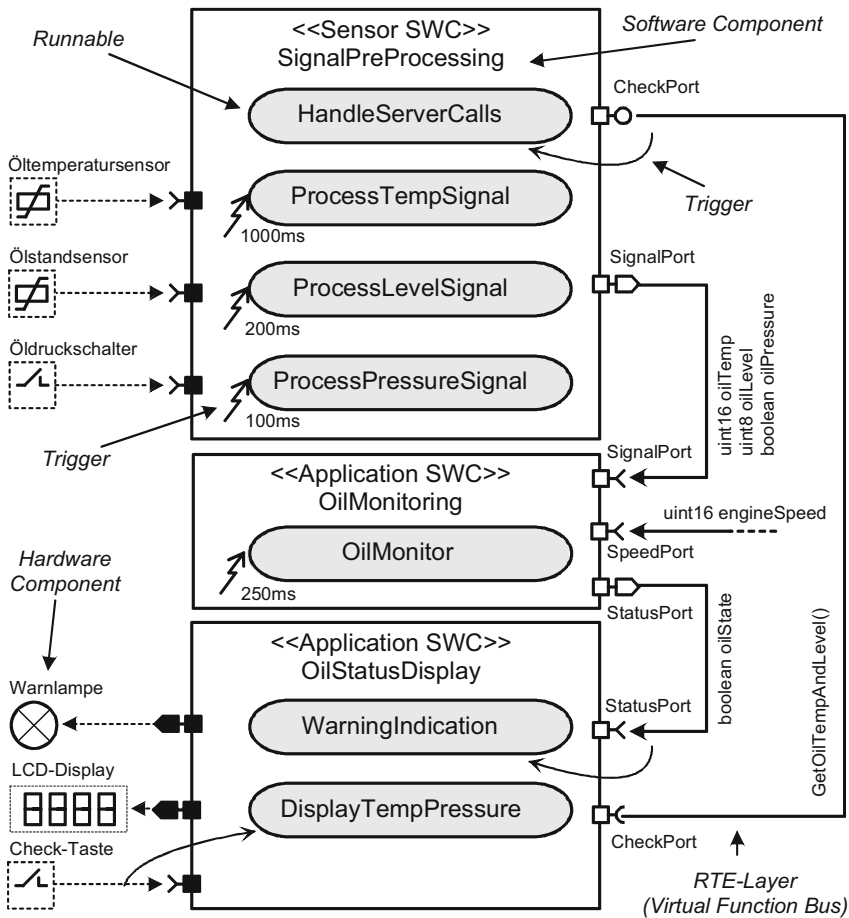 <<Sensor SWC>>
SignalPreProcessing
Runnable
Software Component
HandleServerCalls
CheckPort
Trigger
Öltemperatursensor
ProcessTempSignal
1000ms
Ölstandsensor
ProcessLevelSignal
200ms
SignalPort
Öldruckschalter
ProcessPressureSignal
100ms
Trigger
uint16 oilTemp
uint8 oilLevel
boolean oilPressure
SignalPort
<<Application SWC>>
OilMonitoring
uint16 engineSpeed
SpeedPort
OilMonitor
250ms
StatusPort
Hardware
Component
boolean oilState
GetOilTempAndLevel()
<<Application SWC>>
OilStatusDisplay
Warnlampe
WarningIndication
StatusPort
LCD-Display
DisplayTempPressure
CheckPort
Check-Taste
RTE-Layer
(Virtual Function Bus)